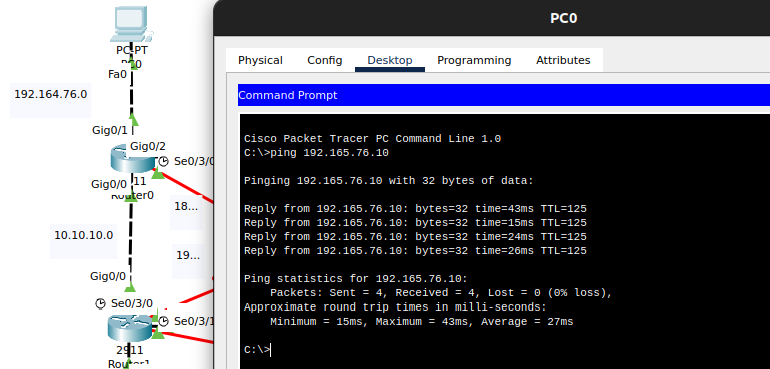 PC0
Physical
Config
Desktop
Programming
Attributes
Command Prompt
Cisco Packet Tracer PC Command Line 1.0
C:\>ping 192.165.76.10
Pinging 192.165.76.10 with 32 bytes of data:
Reply from 192.165.76.10: bytes=32 time=43ms TTL=125
Reply from 192.165.76.10: bytes=32 time=15ms TTL=125
Reply from 192.165.76.10: bytes=32 time=24ms TTL=125
Reply from 192.165.76.10: bytes=32 time=26ms TTL=125
Ping statistics for 192.165.76.10:
Packets: Sent = 4, Received = 4, Lost = 0 (0% loss),
Approximate round trip times in milli-seconds:
Minimum = 15ms, Maximum = 43ms, Average = 27ms
C:\>
PC-PT
Fa0
192.164.76.0
Gig0/1
Gig0/2
Se0/3/0
Gig0/0
11
Router0
18...
10.10.10.0
19...
Gig0/0
Se0/3/0
Se0/3/1
2911
Router1